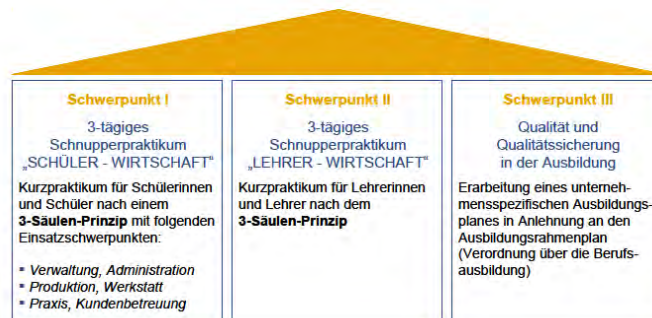 Schwerpunkt I
3-tägiges
Schnupperpraktikum
„SCHÜLER - WIRTSCHAFT“
Kurzpraktikum für Schülerinnen
und Schüler nach einem
3-Säulen-Prinzip mit folgenden
Einsatzschwerpunkten:
▪ Verwaltung, Administration
▪ Produktion, Werkstatt
▪ Praxis, Kundenbetreuung
Schwerpunkt II
3-tägiges
Schnupperpraktikum
„LEHRER - WIRTSCHAFT“
Kurzpraktikum für Lehrerinnen
und Lehrer nach dem
3-Säulen-Prinzip
Schwerpunkt III
Qualität und
Qualitätssicherung
in der Ausbildung
Erarbeitung eines unterneh-
mensspezifischen Ausbildungs-
planes in Anlehnung an den
Ausbildungsrahmenplan
(Verordnung über die Berufs-
ausbildung)